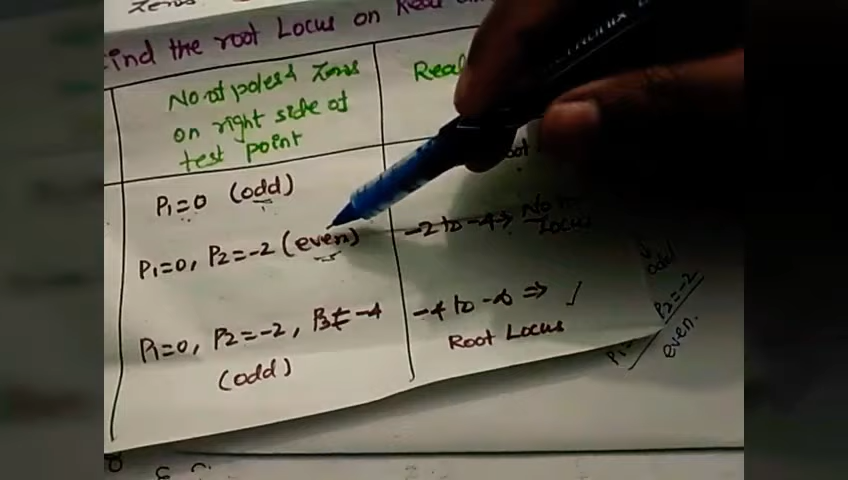 ind the root Locus on Real
No of poles & Zeros
on right side of
test point
Real
P1=0 (odd)
P1=0, P2=-2 (even)
-2 to -4 => No
Locus
P1=0, P2=-2, P3=-4
(odd)
-4 to -∞ => ✓
Root Locus
odd
P2=-2
even.